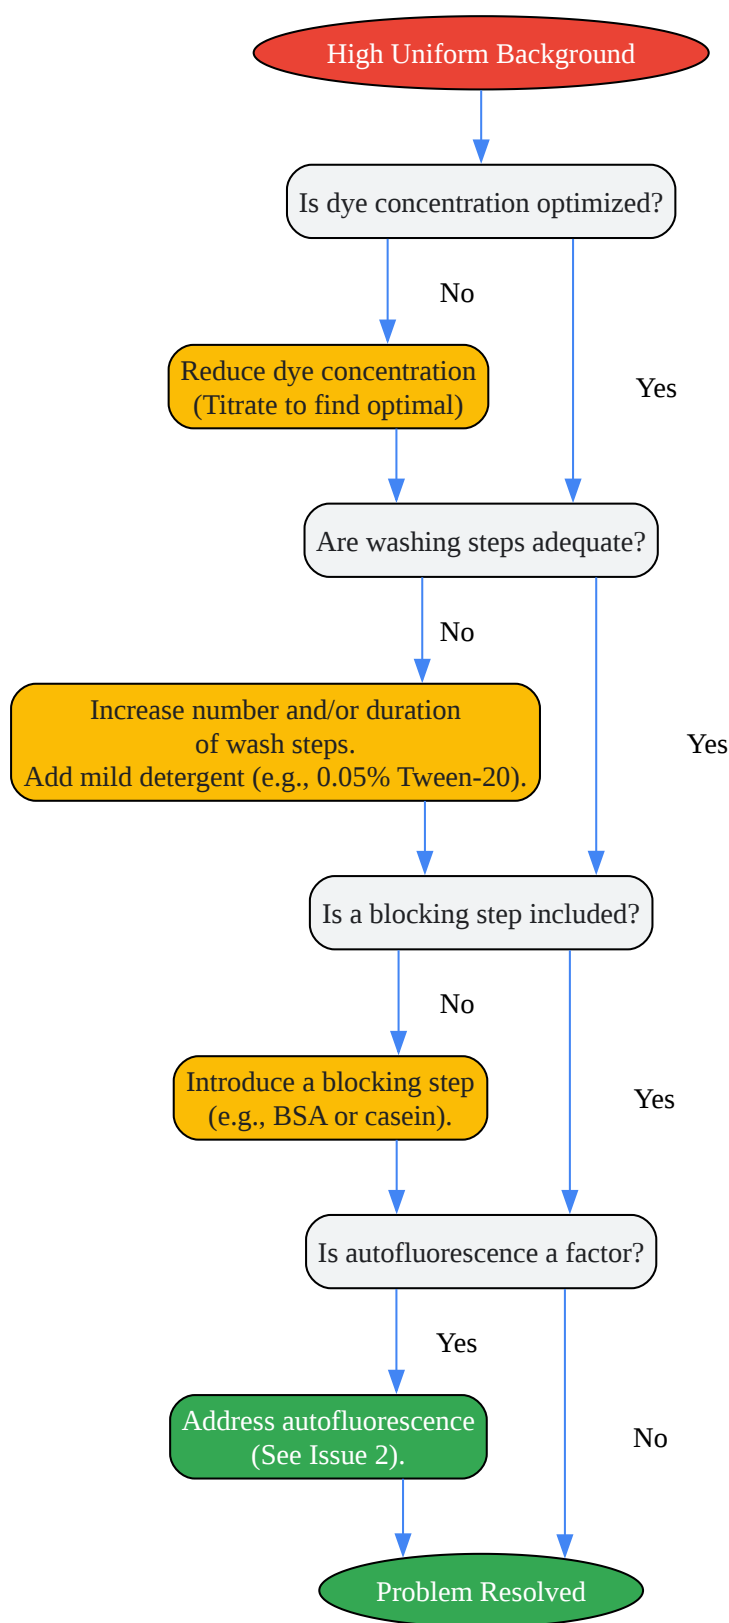 High Uniform Background
Is dye concentration optimized?
No
Reduce dye concentration
(Titrate to find optimal)
Yes
Are washing steps adequate?
No
Increase number and/or duration
of wash steps.
Add mild detergent (e.g., 0.05% Tween-20).
Yes
Is a blocking step included?
No
Introduce a blocking step
(e.g., BSA or casein).
Yes
Is autofluorescence a factor?
Yes
Address autofluorescence
(See Issue 2).
No
Problem Resolved